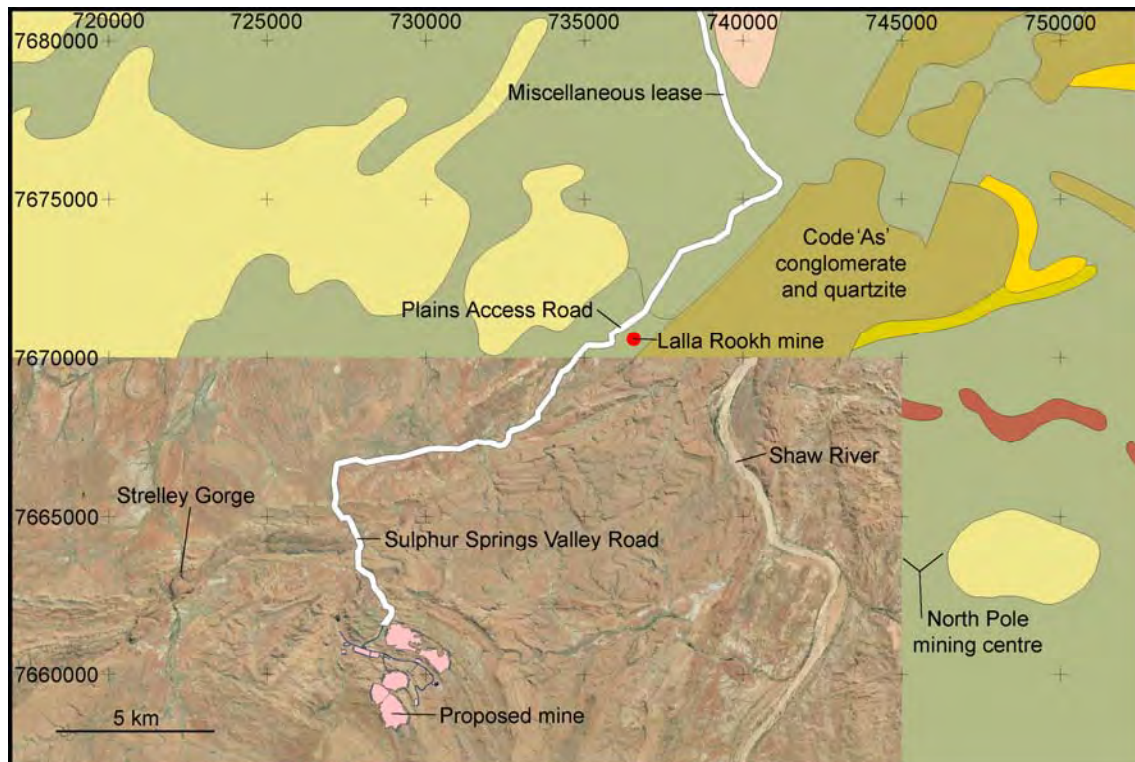 720000 725000 730000 735000 740000 745000 750000
7680000
Miscellaneous lease
7675000
Code 'As'
conglomerate
and quartzite
Plains Access Road
Lalla Rookh mine
7670000
Shaw River
Strelley Gorge
7665000
Sulphur Springs Valley Road
North Pole
mining centre
7660000
Proposed mine
5 km